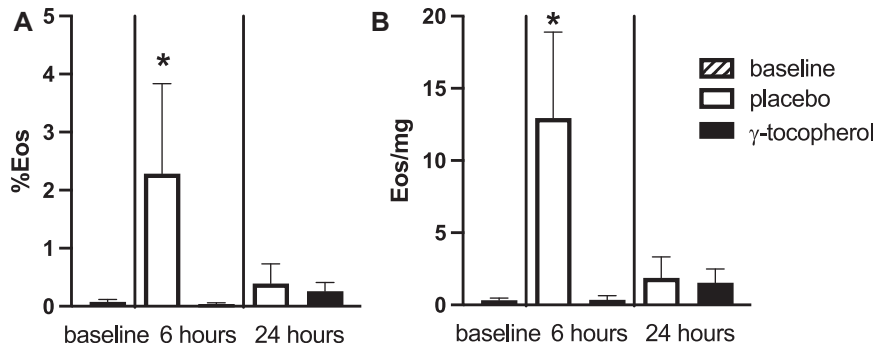 A
5
4
3
2
1
0
%Eos
*
baseline 6 hours 24 hours
B
20
15
10
5
0
Eos/mg
*
baseline 6 hours 24 hours
baseline
placebo
γ-tocopherol